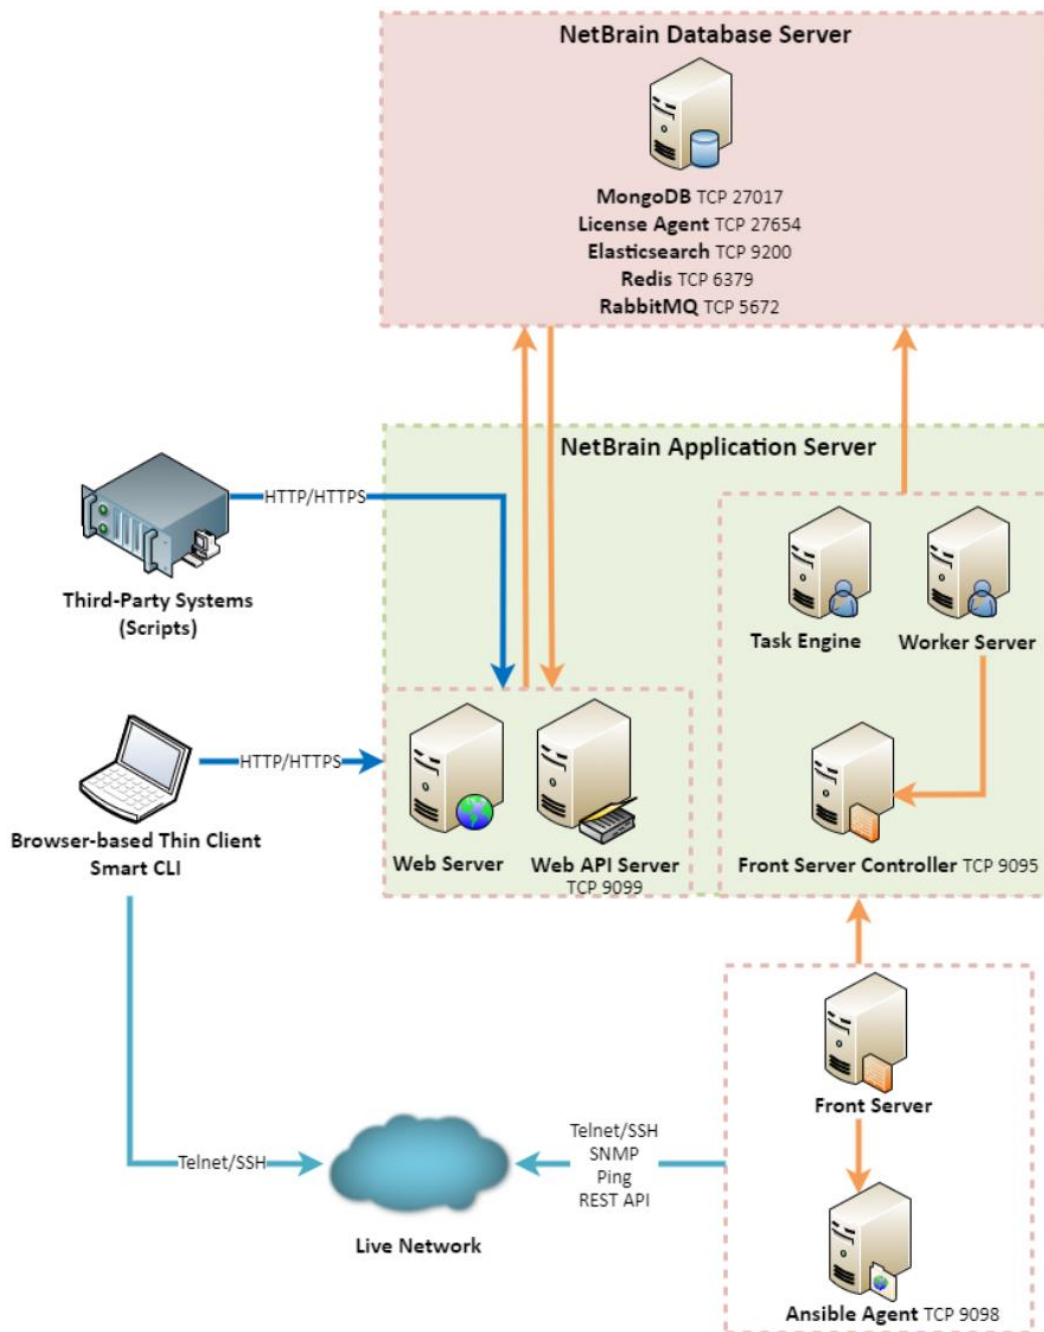 NetBrain Database Server
MongoDB TCP 27017
License Agent TCP 27654
Elasticsearch TCP 9200
Redis TCP 6379
RabbitMQ TCP 5672
NetBrain Application Server
HTTP/HTTPS
Third-Party Systems
(Scripts)
Task Engine
Worker Server
HTTP/HTTPS
Browser-based Thin Client
Smart CLI
Web Server
Web API Server
TCP 9099
Front Server Controller TCP 9095
Front Server
Telnet/SSH
Telnet/SSH
SNMP
Ping
REST API
Live Network
Ansible Agent TCP 9098